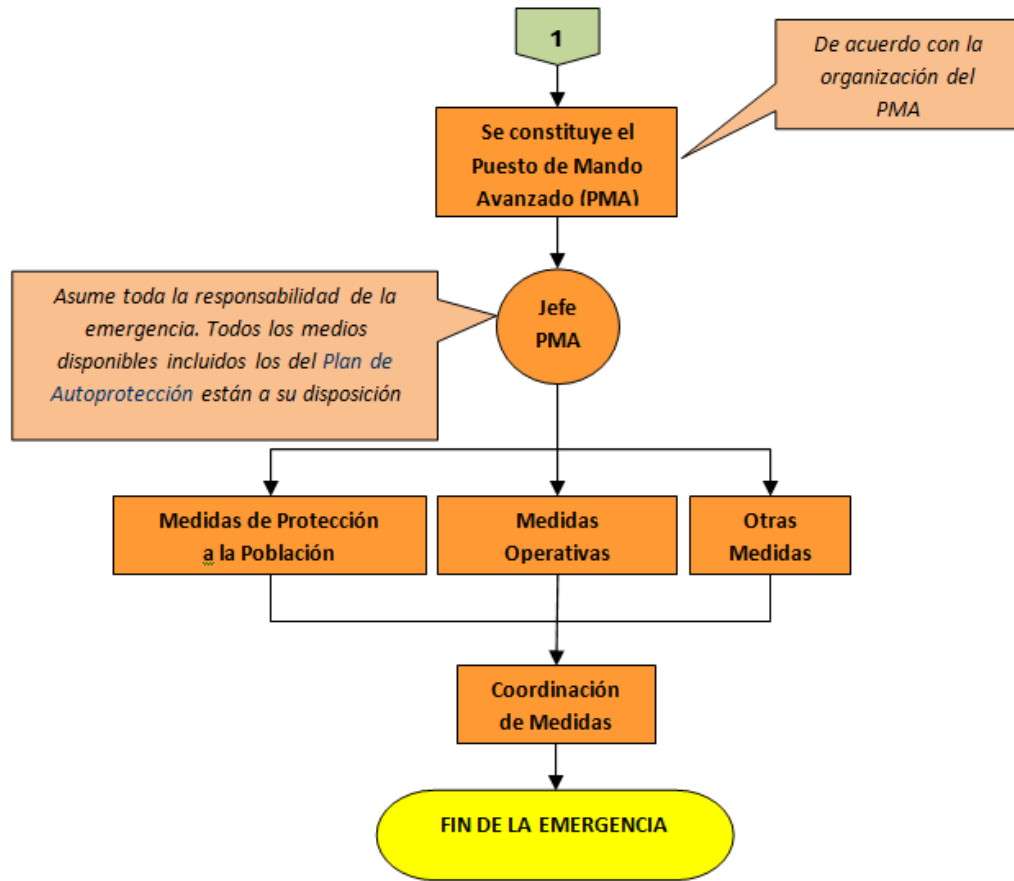 1
De acuerdo con la
organización del
PMA
Se constituye el
Puesto de Mando
Avanzado (PMA)
Asume toda la responsabilidad de la
emergencia. Todos los medios
disponibles incluidos los del Plan de
Autoprotección están a su disposición
Jefe
PMA
Medidas de Protección
a la Población
Medidas
Operativas
Otras
Medidas
Coordinación
de Medidas
FIN DE LA EMERGENCIA